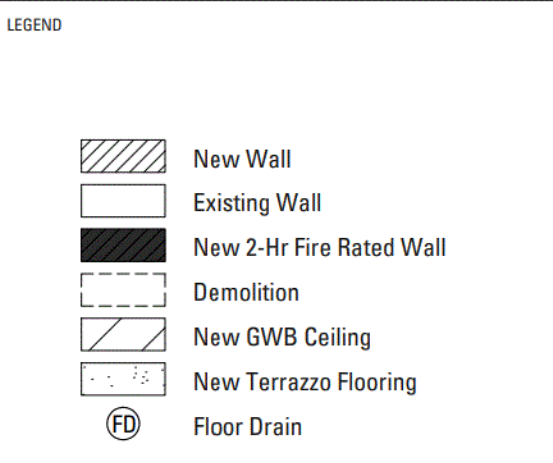 LEGEND
New Wall
Existing Wall
New 2-Hr Fire Rated Wall
Demolition
New GWB Ceiling
New Terrazzo Flooring
FD Floor Drain